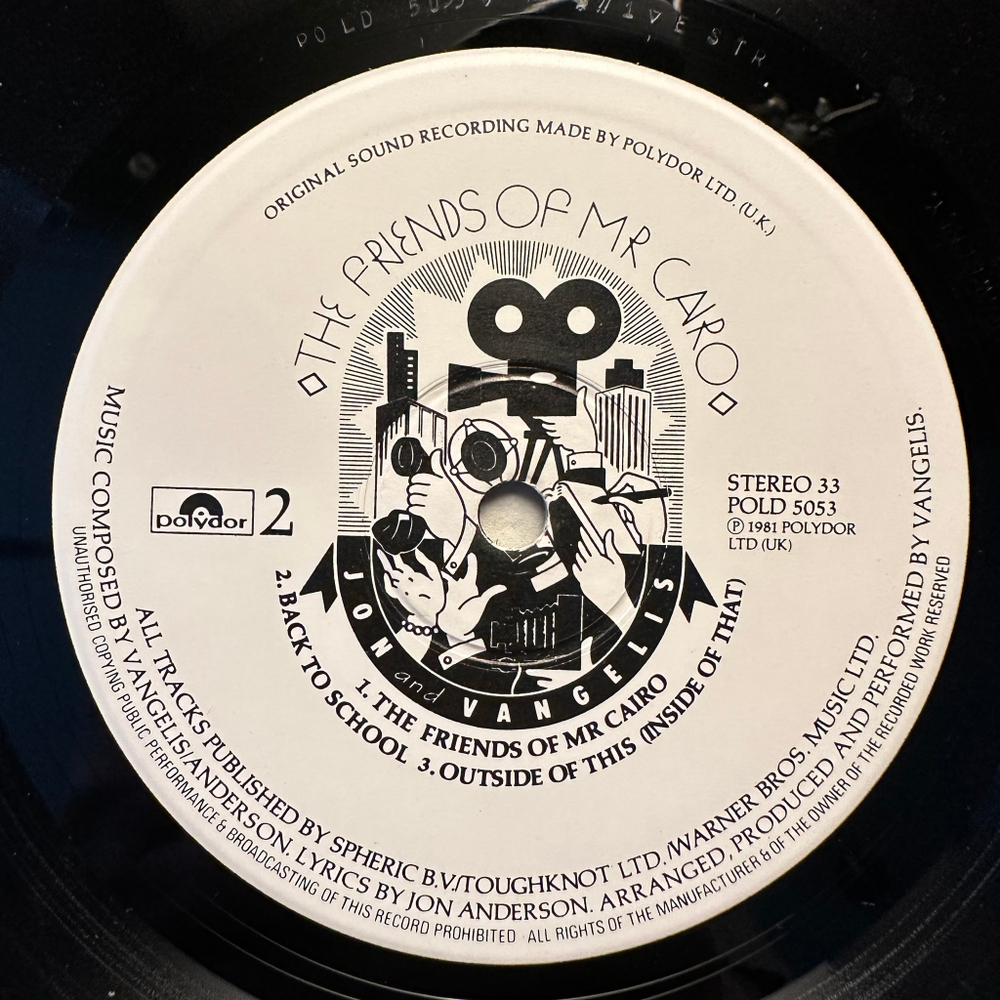 POLD 5053
STR
ORIGINAL SOUND RECORDING MADE BY POLYDOR LTD. (U.K.)
◇ THE FRIENDS OF MR CAIRO ◇
polydor 2
STEREO 33
POLD 5053
Ⓟ 1981 POLYDOR
LTD (UK)
JON and VANGELIS
1. THE FRIENDS OF MR CAIRO
2. BACK TO SCHOOL 3. OUTSIDE OF THIS (INSIDE OF THAT)
ALL TRACKS PUBLISHED BY SPHERIC B.V./TOUGHKNOT LTD./WARNER BROS. MUSIC LTD.
MUSIC COMPOSED BY VANGELIS/ANDERSON. LYRICS BY JON ANDERSON. ARRANGED, PRODUCED AND PERFORMED BY VANGELIS.
UNAUTHORISED COPYING PUBLIC PERFORMANCE & BROADCASTING OF THIS RECORD PROHIBITED · ALL RIGHTS OF THE MANUFACTURER & OF THE OWNER OF THE RECORDED WORK RESERVED